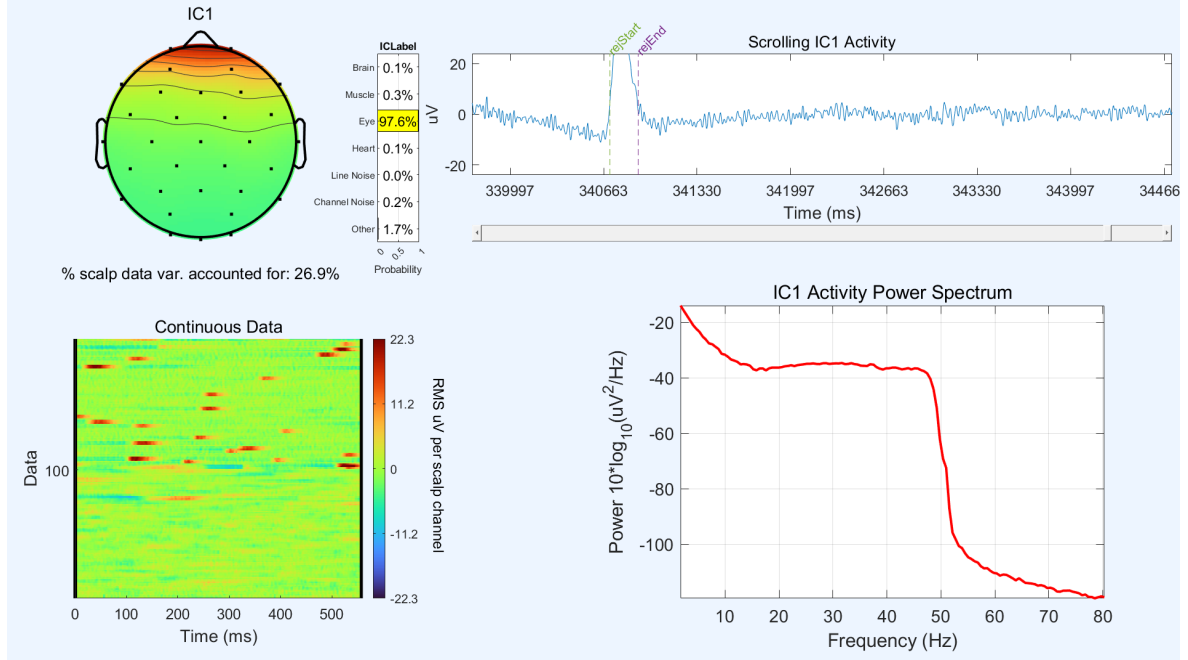 IC1
ICLabel
Brain 0.1%
Muscle 0.3%
Eye 97.6%
Heart 0.1%
Line Noise 0.0%
Channel Noise 0.2%
Other 1.7%
0 0.5 1
Probability
% scalp data var. accounted for: 26.9%
rejStart
rejEnd
Scrolling IC1 Activity
uV
20
0
-20
339997 340663 341330 341997 342663 343330 343997 34466
Time (ms)
Continuous Data
Data
100
0 100 200 300 400 500
Time (ms)
22.3
11.2
0
-11.2
-22.3
RMS uV per scalp channel
IC1 Activity Power Spectrum
Power 10*log10(uV2/Hz)
-20
-40
-60
-80
-100
10 20 30 40 50 60 70 80
Frequency (Hz)